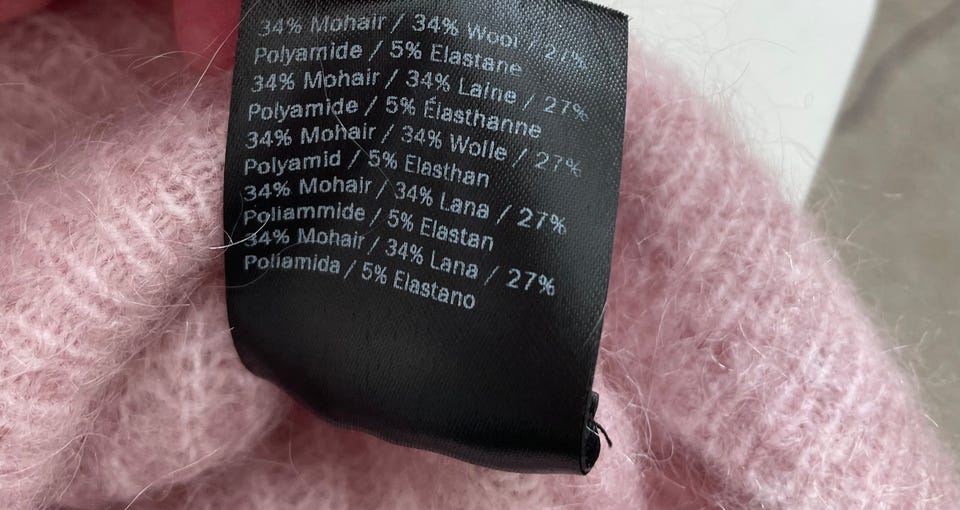 34% Mohair / 34% Wool / 27%
Polyamide / 5% Elastane
34% Mohair / 34% Laine / 27%
Polyamide / 5% Élasthanne
34% Mohair / 34% Wolle / 27%
Polyamid / 5% Elasthan
34% Mohair / 34% Lana / 27%
Poliammide / 5% Elastan
34% Mohair / 34% Lana / 27%
Poliamida / 5% Elastano